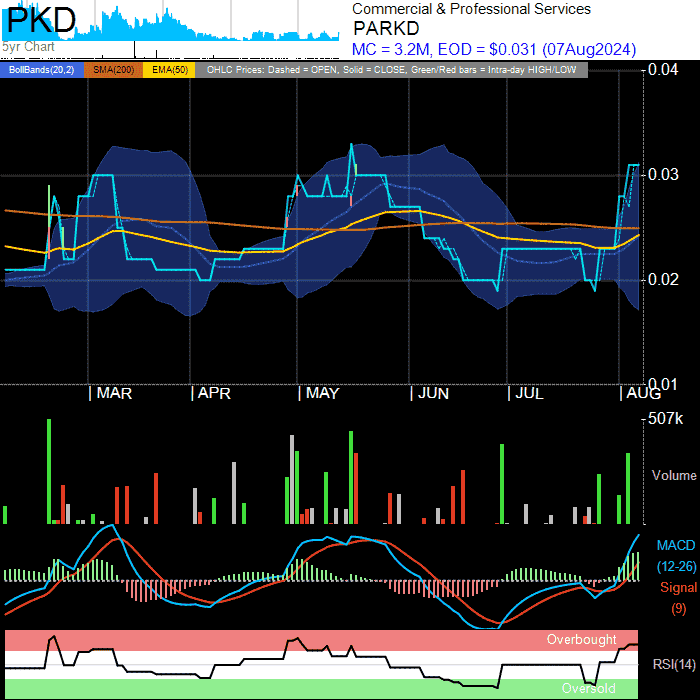 PKD
5yr Chart
Commercial & Professional Services
PARKD
MC = 3.2M, EOD = $0.031 (07Aug2024)
BollBands(20,2) SMA(200) EMA(50) OHLC Prices: Dashed = OPEN, Solid = CLOSE, Green/Red bars = Intra-day HIGH/LOW
0.04
0.03
0.02
0.01
| MAR | APR | MAY | JUN | JUL | AUG
507k
Volume
MACD
(12-26)
Signal
(9)
Overbought
RSI(14)
Oversold